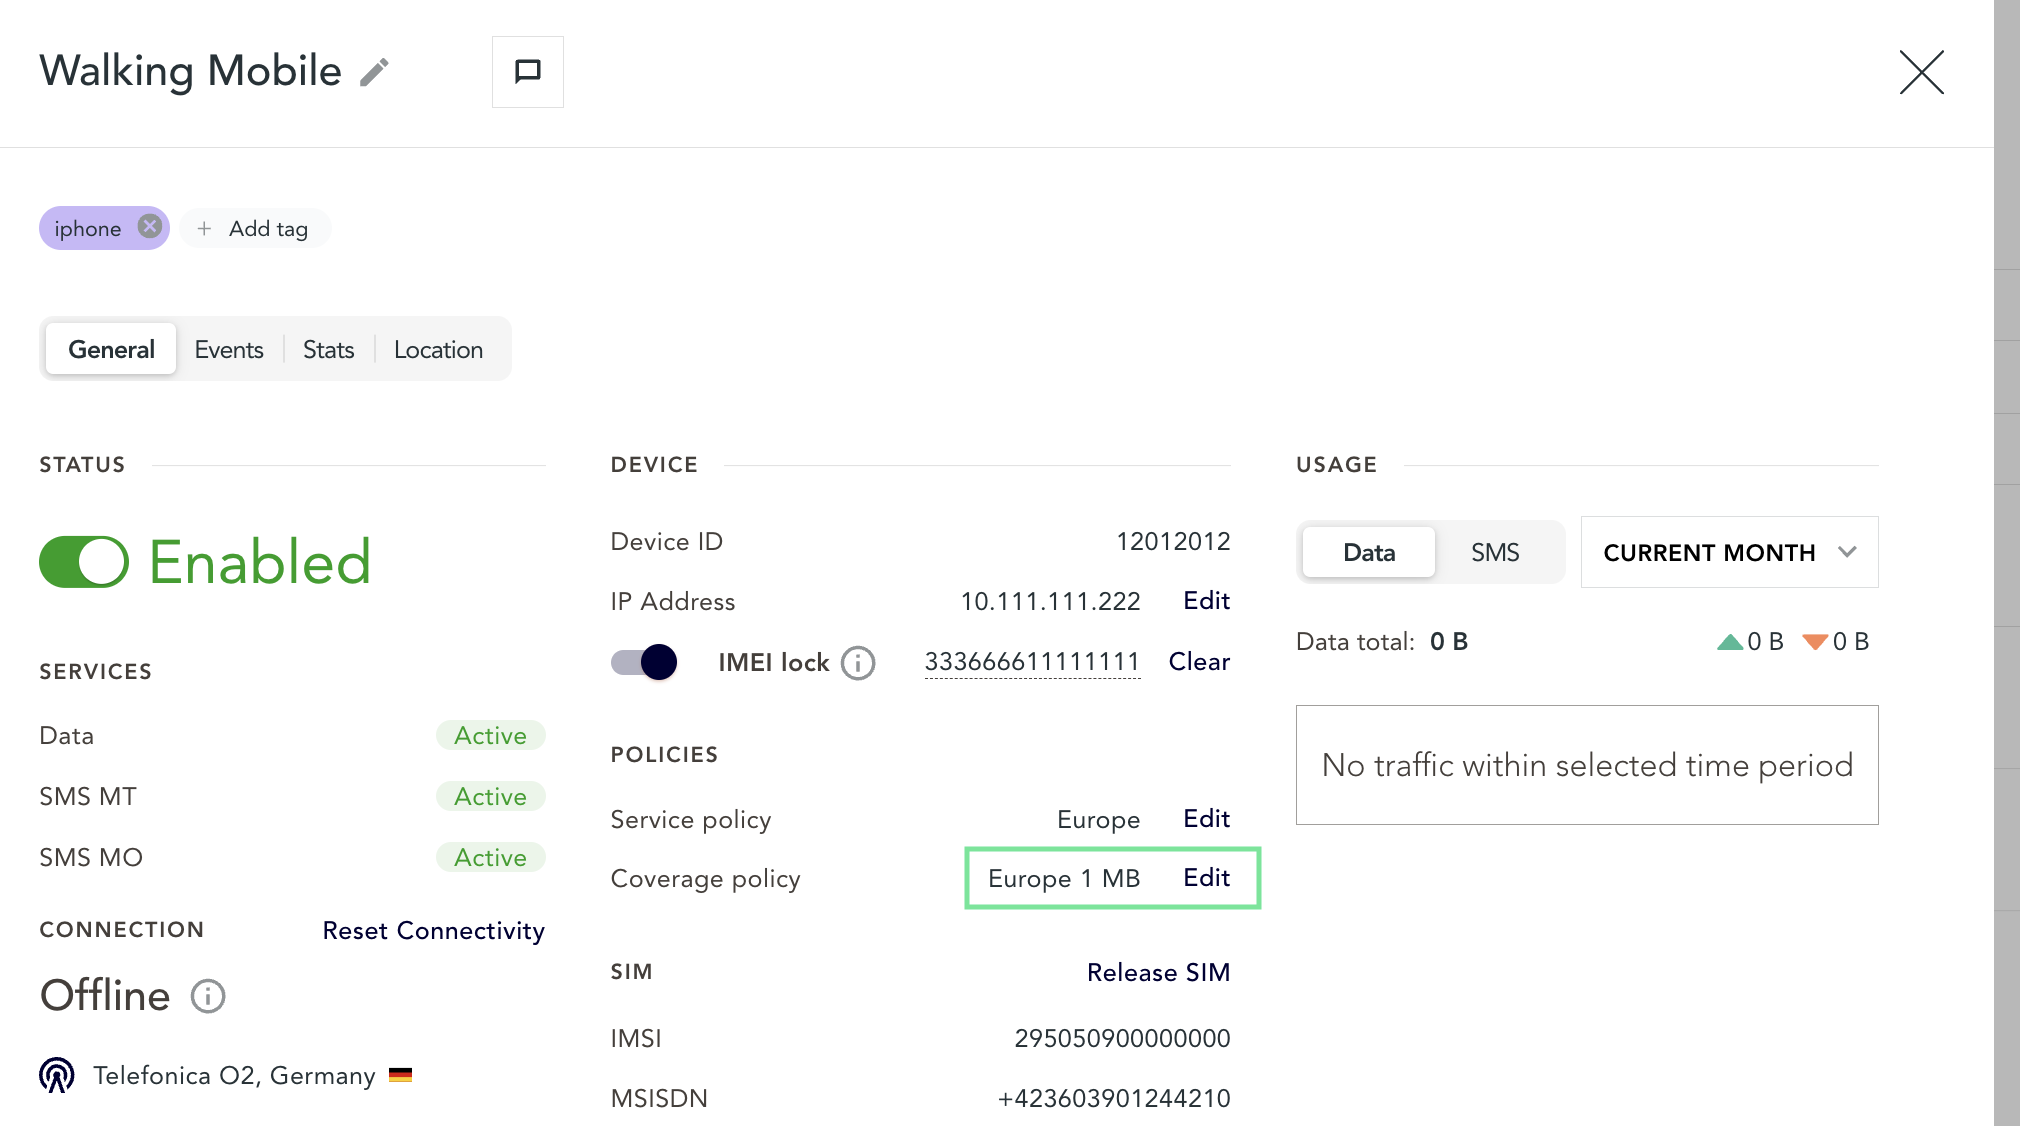 Walking Mobile
iphone
+ Add tag
General
Events
Stats
Location
STATUS
Enabled
SERVICES
Data Active
SMS MT Active
SMS MO Active
CONNECTION Reset Connectivity
Offline
Telefonica O2, Germany
DEVICE
Device ID 12012012
IP Address 10.111.111.222 Edit
IMEI lock 333666611111111 Clear
POLICIES
Service policy Europe Edit
Coverage policy Europe 1 MB Edit
SIM Release SIM
IMSI 295050900000000
MSISDN +423603901244210
USAGE
Data SMS CURRENT MONTH
Data total: 0 B 0 B 0 B
No traffic within selected time period